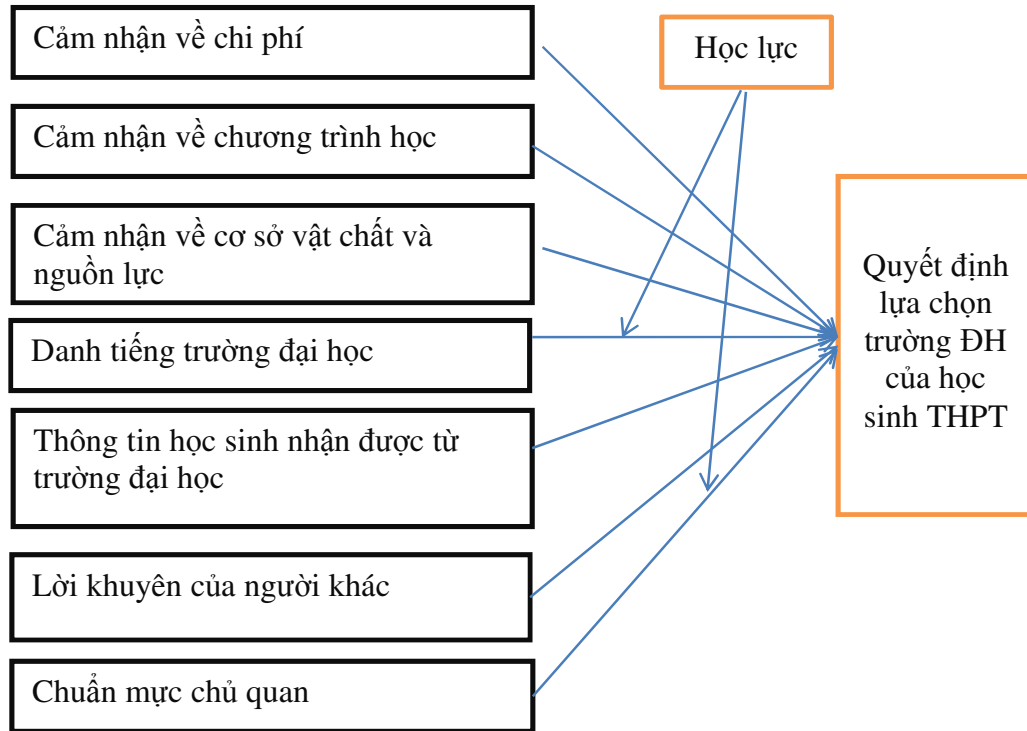 Cảm nhận về chi phí
Học lực
Cảm nhận về chương trình học
Cảm nhận về cơ sở vật chất và
nguồn lực
Danh tiếng trường đại học
Thông tin học sinh nhận được từ
trường đại học
Lời khuyên của người khác
Chuẩn mực chủ quan
Quyết định
lựa chọn
trường ĐH
của học
sinh THPT